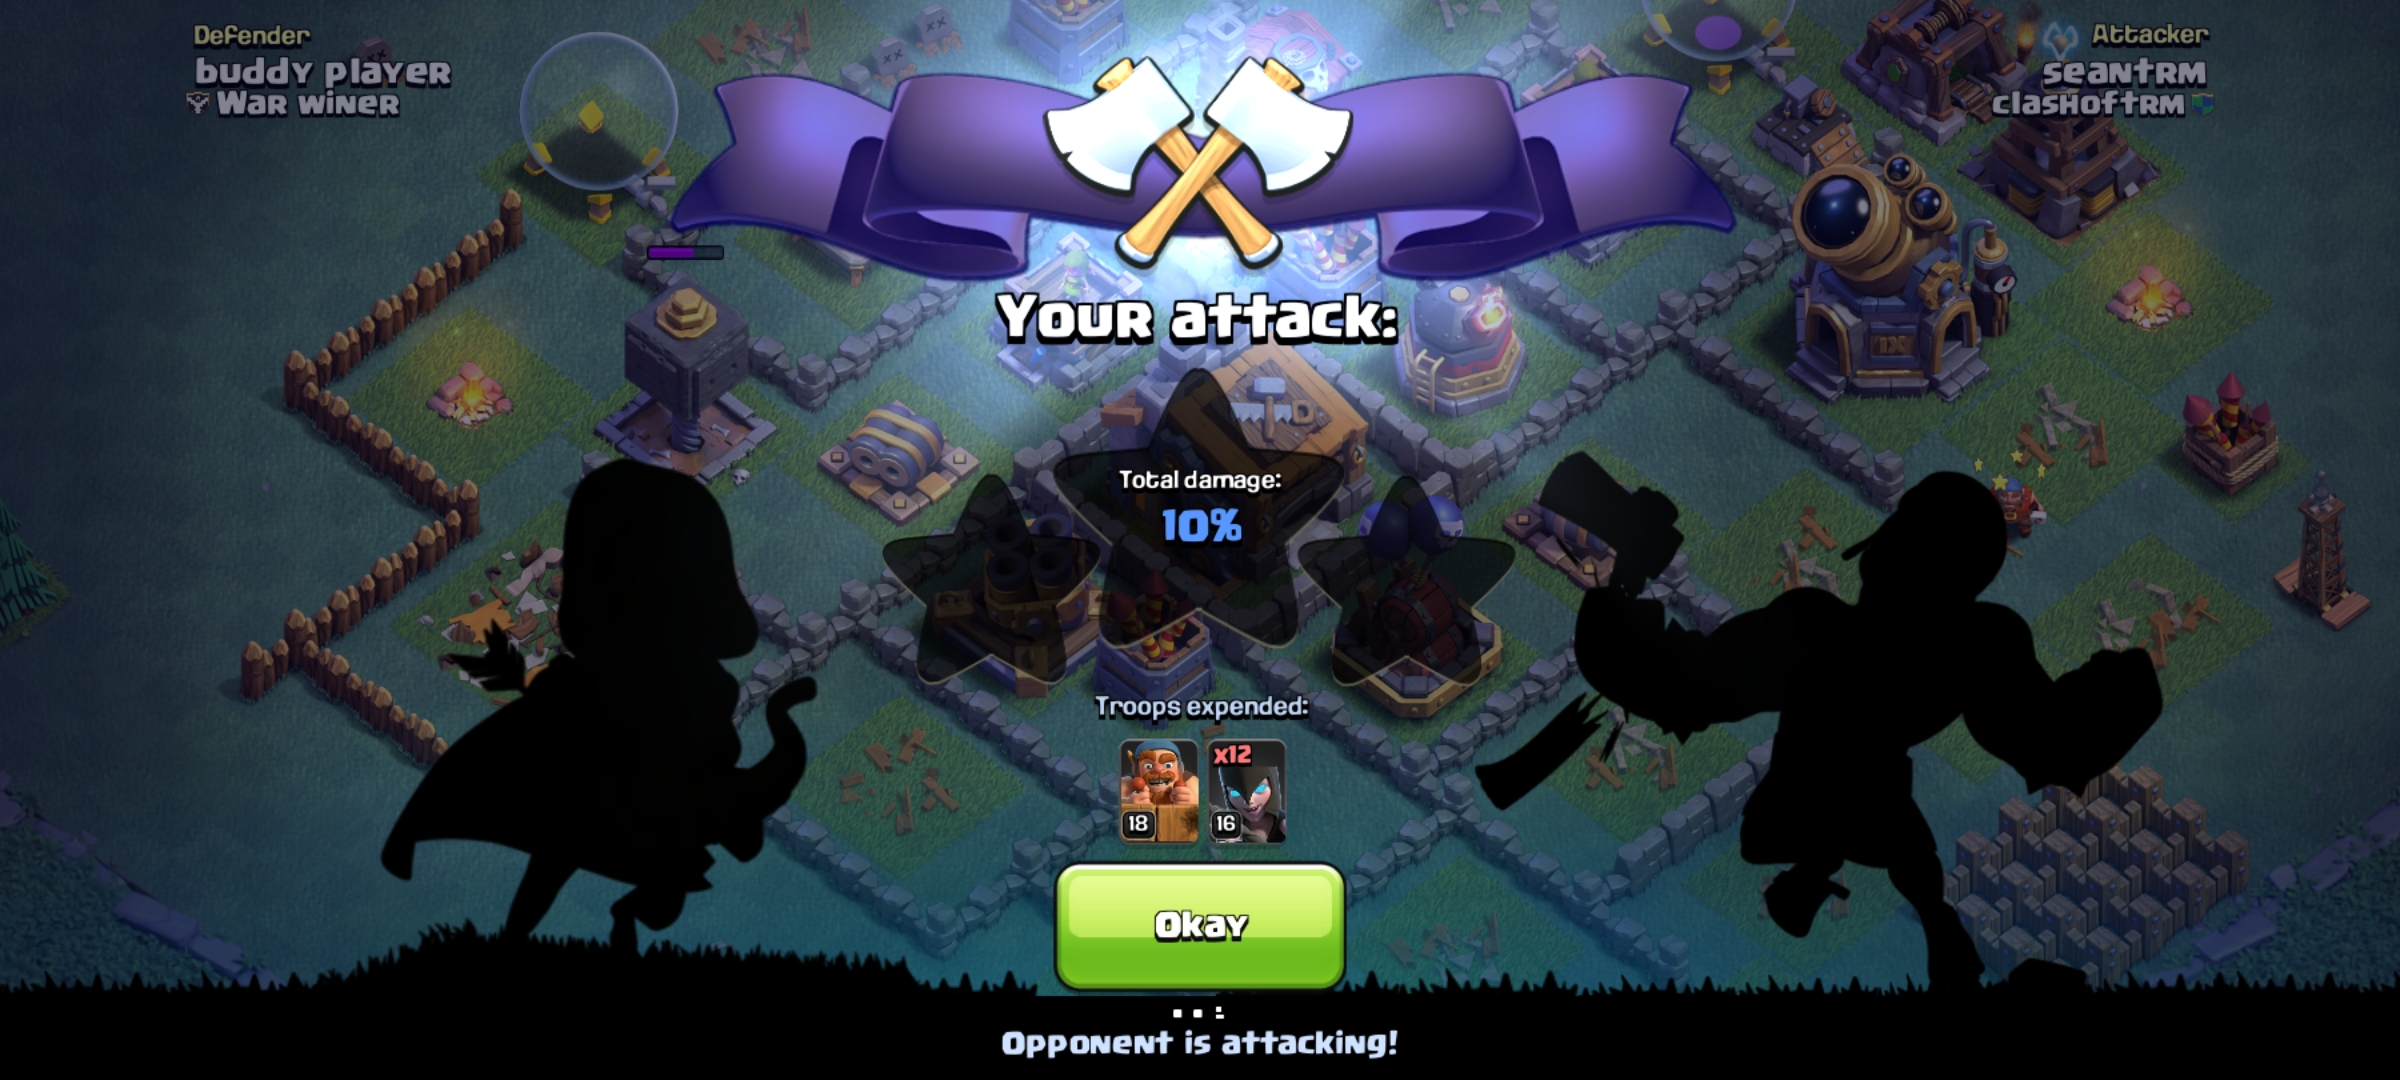 Defender
buddy player
War winer
Attacker
seantrm
clashoftrm
Your attack:
Total damage:
10%
Troops expended:
x12
18
16
Okay
Opponent is attacking!
IX